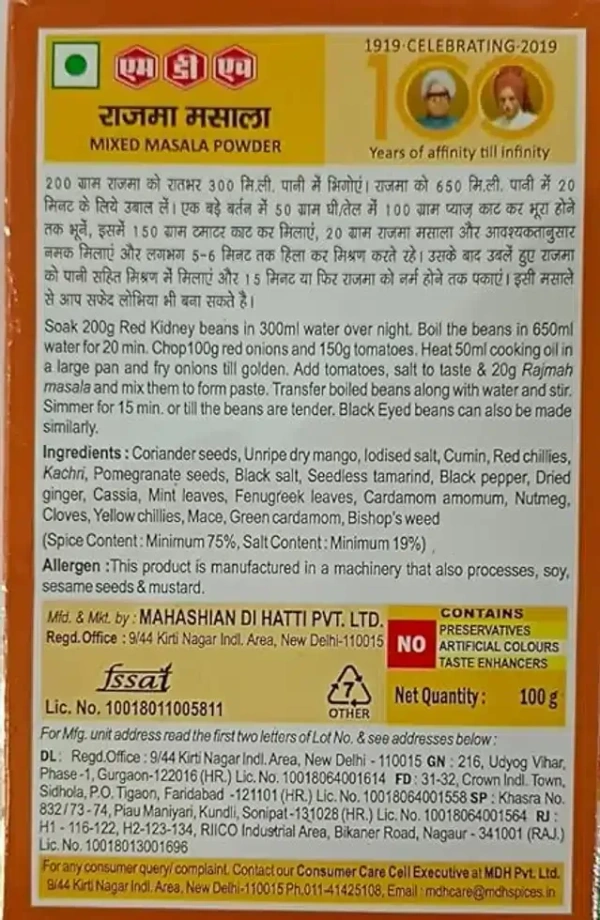 एम डी एच
1919·CELEBRATING·2019
100
राजमा मसाला
MIXED MASALA POWDER
Years of affinity till infinity
200 ग्राम राजमा को रातभर 300 मि.ली. पानी में भिगोएं। राजमा को 650 मि.ली. पानी में 20
मिनट के लिये उबाल लें। एक बड़े बर्तन में 50 ग्राम घी/तेल में 100 ग्राम प्याज़ काट कर भूरा होने
तक भूनें, इसमें 150 ग्राम टमाटर काट कर मिलाएं, 20 ग्राम राजमा मसाला और आवश्यकतानुसार
नमक मिलाएं और लगभग 5-6 मिनट तक हिला कर मिश्रण करते रहे। उसके बाद उबलें हुए राजमा
को पानी सहित मिश्रण में मिलाएं और 15 मिनट या फिर राजमा को नर्म होने तक पकाएं। इसी मसाले
से आप सफेद लोभिया भी बना सकते है।
Soak 200g Red Kidney beans in 300ml water over night. Boil the beans in 650ml
water for 20 min. Chop100g red onions and 150g tomatoes. Heat 50ml cooking oil in
a large pan and fry onions till golden. Add tomatoes, salt to taste & 20g Rajmah
masala and mix them to form paste. Transfer boiled beans along with water and stir.
Simmer for 15 min. or till the beans are tender. Black Eyed beans can also be made
similarly.
Ingredients : Coriander seeds, Unripe dry mango, Iodised salt, Cumin, Red chillies,
Kachri, Pomegranate seeds, Black salt, Seedless tamarind, Black pepper, Dried
ginger, Cassia, Mint leaves, Fenugreek leaves, Cardamom amomum, Nutmeg,
Cloves, Yellow chillies, Mace, Green cardamom, Bishop's weed
(Spice Content : Minimum 75%, Salt Content : Minimum 19%)
Allergen :This product is manufactured in a machinery that also processes, soy,
sesame seeds & mustard.
Mfd. & Mkt. by : MAHASHIAN DI HATTI PVT. LTD.
Regd. Office : 9/44 Kirti Nagar Indl. Area, New Delhi-110015
CONTAINS
NO
PRESERVATIVES
ARTIFICIAL COLOURS
TASTE ENHANCERS
fssat
Lic. No. 10018011005811
7
OTHER
Net Quantity : 100 g
For Mfg. unit address read the first two letters of Lot No. & see addresses below :
DL : Regd.Office : 9/44 Kirti Nagar Indl. Area, New Delhi - 110015 GN : 216, Udyog Vihar,
Phase -1, Gurgaon-122016 (HR.) Lic. No. 10018064001614 FD : 31-32, Crown Indl. Town,
Sidhola, P.O. Tigaon, Faridabad -121101 (HR.) Lic. No. 10018064001558 SP : Khasra No.
832 / 73 - 74, Piau Maniyari, Kundli, Sonipat -131028 (HR.) Lic. No. 10018064001564 RJ :
H1 - 116-122, H2-123-134, RIICO Industrial Area, Bikaner Road, Nagaur - 341001 (RAJ.)
Lic. No. 10018013001696
For any consumer query/ complaint. Contact our Consumer Care Cell Executive at MDH Pvt. Ltd.
9/44 Kirti Nagar Indl. Area, New Delhi-110015 Ph.011-41425108, Email : mdhcare@mdhspices.in